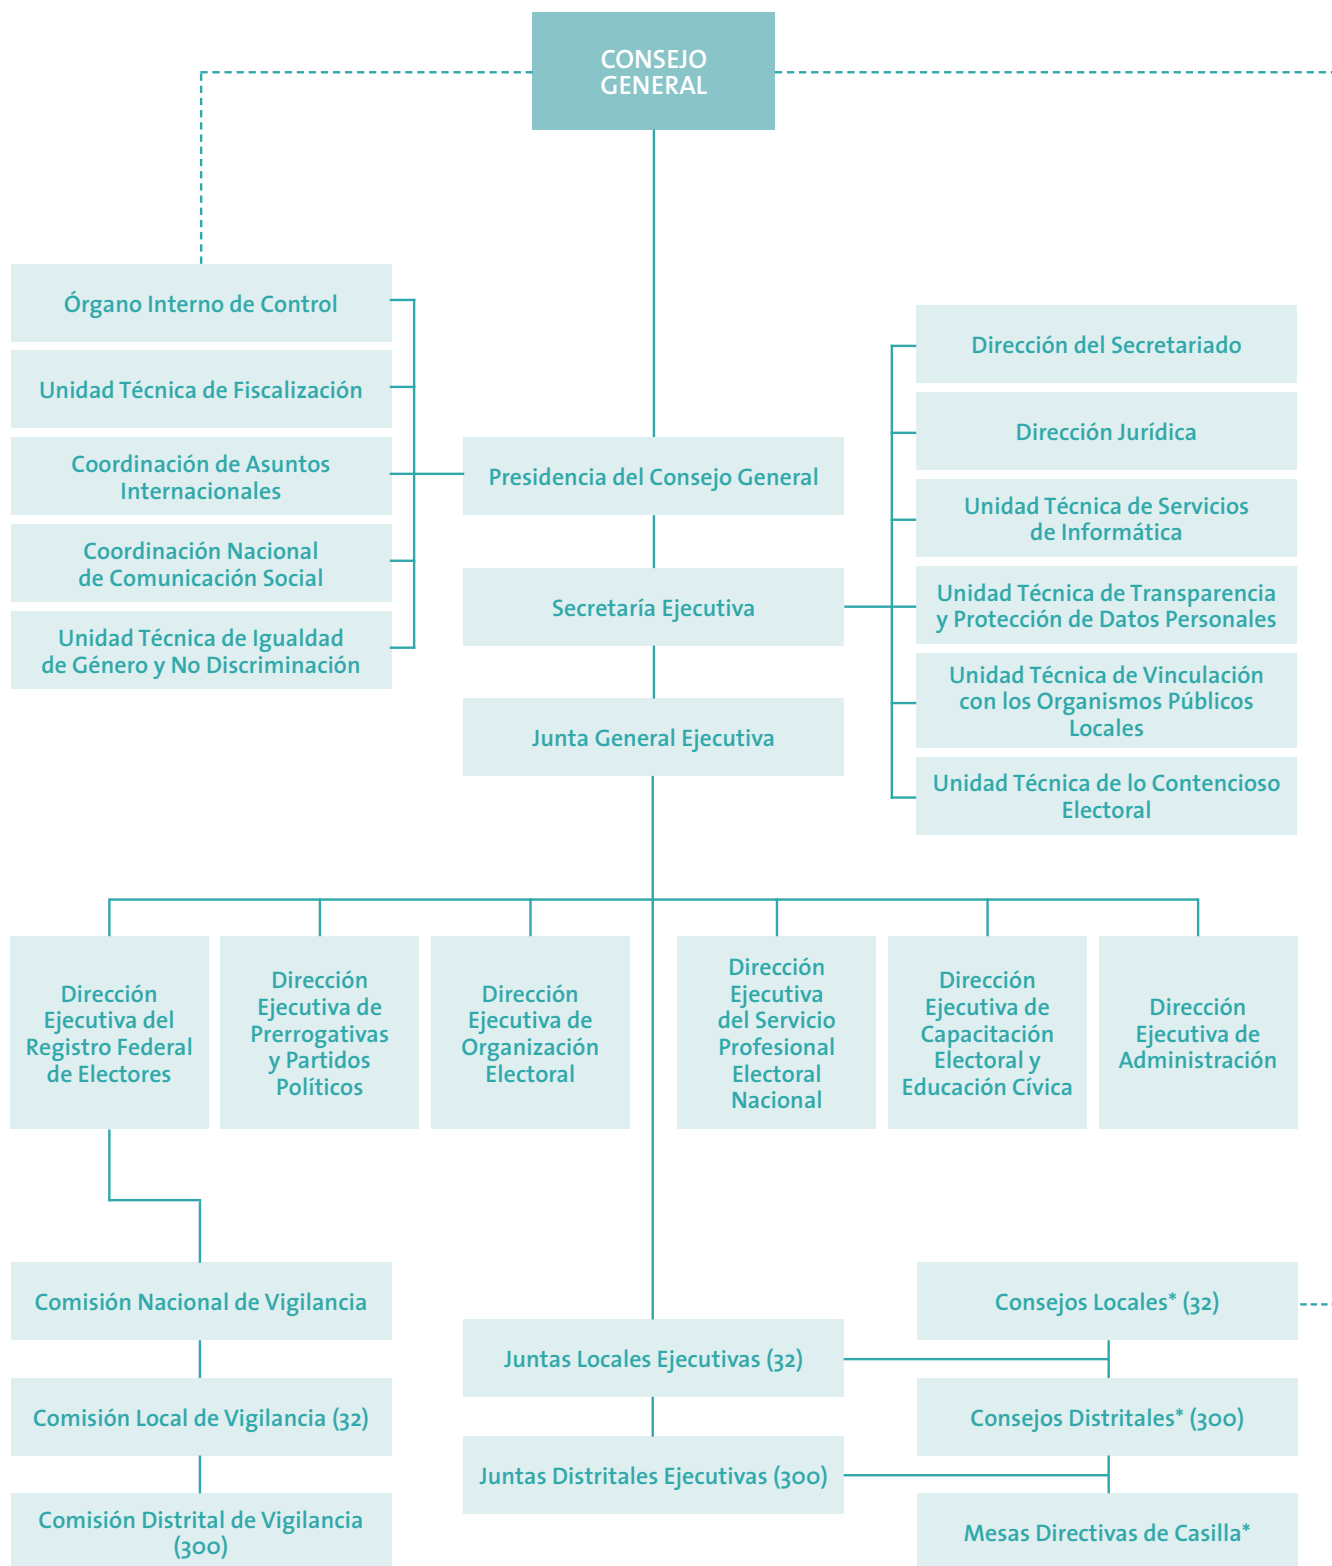 CONSEJO
GENERAL
Órgano Interno de Control
Unidad Técnica de Fiscalización
Coordinación de Asuntos
Internacionales
Coordinación Nacional
de Comunicación Social
Unidad Técnica de Igualdad
de Género y No Discriminación
Presidencia del Consejo General
Secretaría Ejecutiva
Junta General Ejecutiva
Dirección del Secretariado
Dirección Jurídica
Unidad Técnica de Servicios
de Informática
Unidad Técnica de Transparencia
y Protección de Datos Personales
Unidad Técnica de Vinculación
con los Organismos Públicos
Locales
Unidad Técnica de lo Contencioso
Electoral
Dirección
Ejecutiva del
Registro Federal
de Electores
Dirección
Ejecutiva de
Prerrogativas
y Partidos
Políticos
Dirección
Ejecutiva de
Organización
Electoral
Dirección
Ejecutiva
del Servicio
Profesional
Electoral
Nacional
Dirección
Ejecutiva de
Capacitación
Electoral y
Educación Cívica
Dirección
Ejecutiva de
Administración
Comisión Nacional de Vigilancia
Comisión Local de Vigilancia (32)
Comisión Distrital de Vigilancia
(300)
Juntas Locales Ejecutivas (32)
Juntas Distritales Ejecutivas (300)
Consejos Locales* (32)
Consejos Distritales* (300)
Mesas Directivas de Casilla*